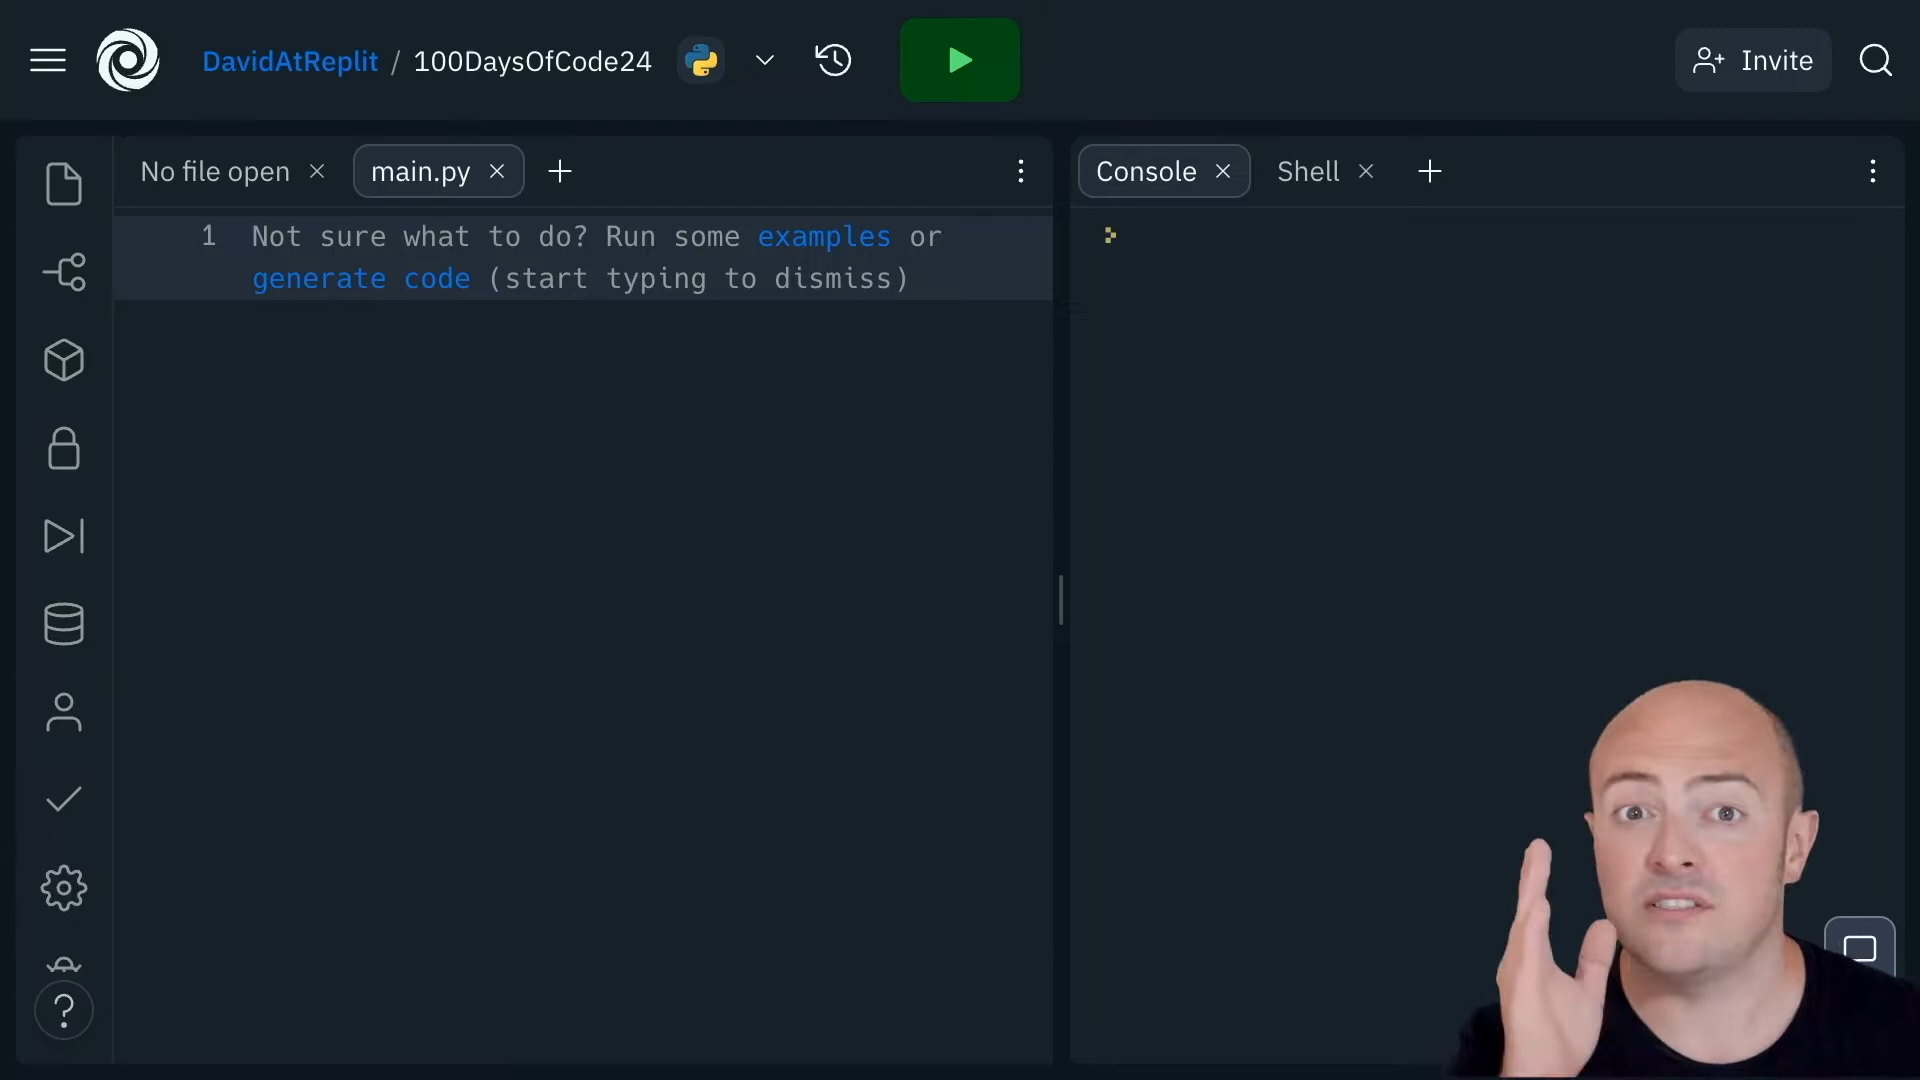 DavidAtReplit / 100DaysOfCode24
Invite
No file open
main.py
Console
Shell
1
Not sure what to do? Run some examples or
generate code (start typing to dismiss)
?